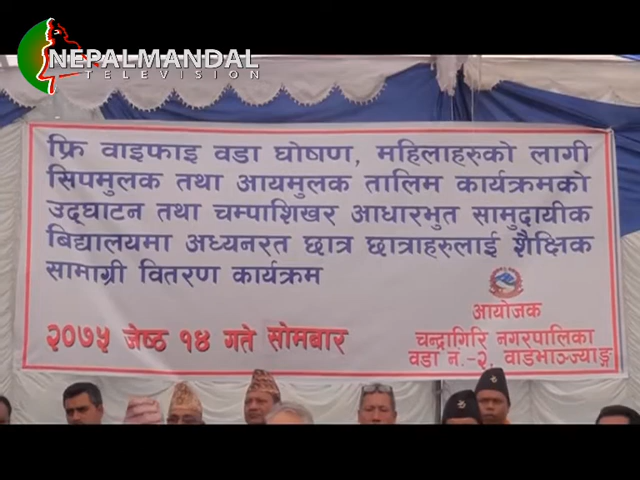 NEPALMANDAL
TELEVISION
फ्रि वाइफाइ वडा घोषण, महिलाहरुको लागी
सिपमुलक तथा आयमुलक तालिम कार्यक्रमको
उद्घाटन तथा चम्पाशिखर आधारभुत सामुदायीक
बिद्यालयमा अध्यनरत छात्र छात्राहरुलाई शैक्षिक
सामाग्री वितरण कार्यक्रम
आयोजक
२०७५ जेष्ठ १४ गते सोमबार
चन्द्रागिरि नगरपालिका
वडा न.-२, वाडभाञ्ज्याङ्ग